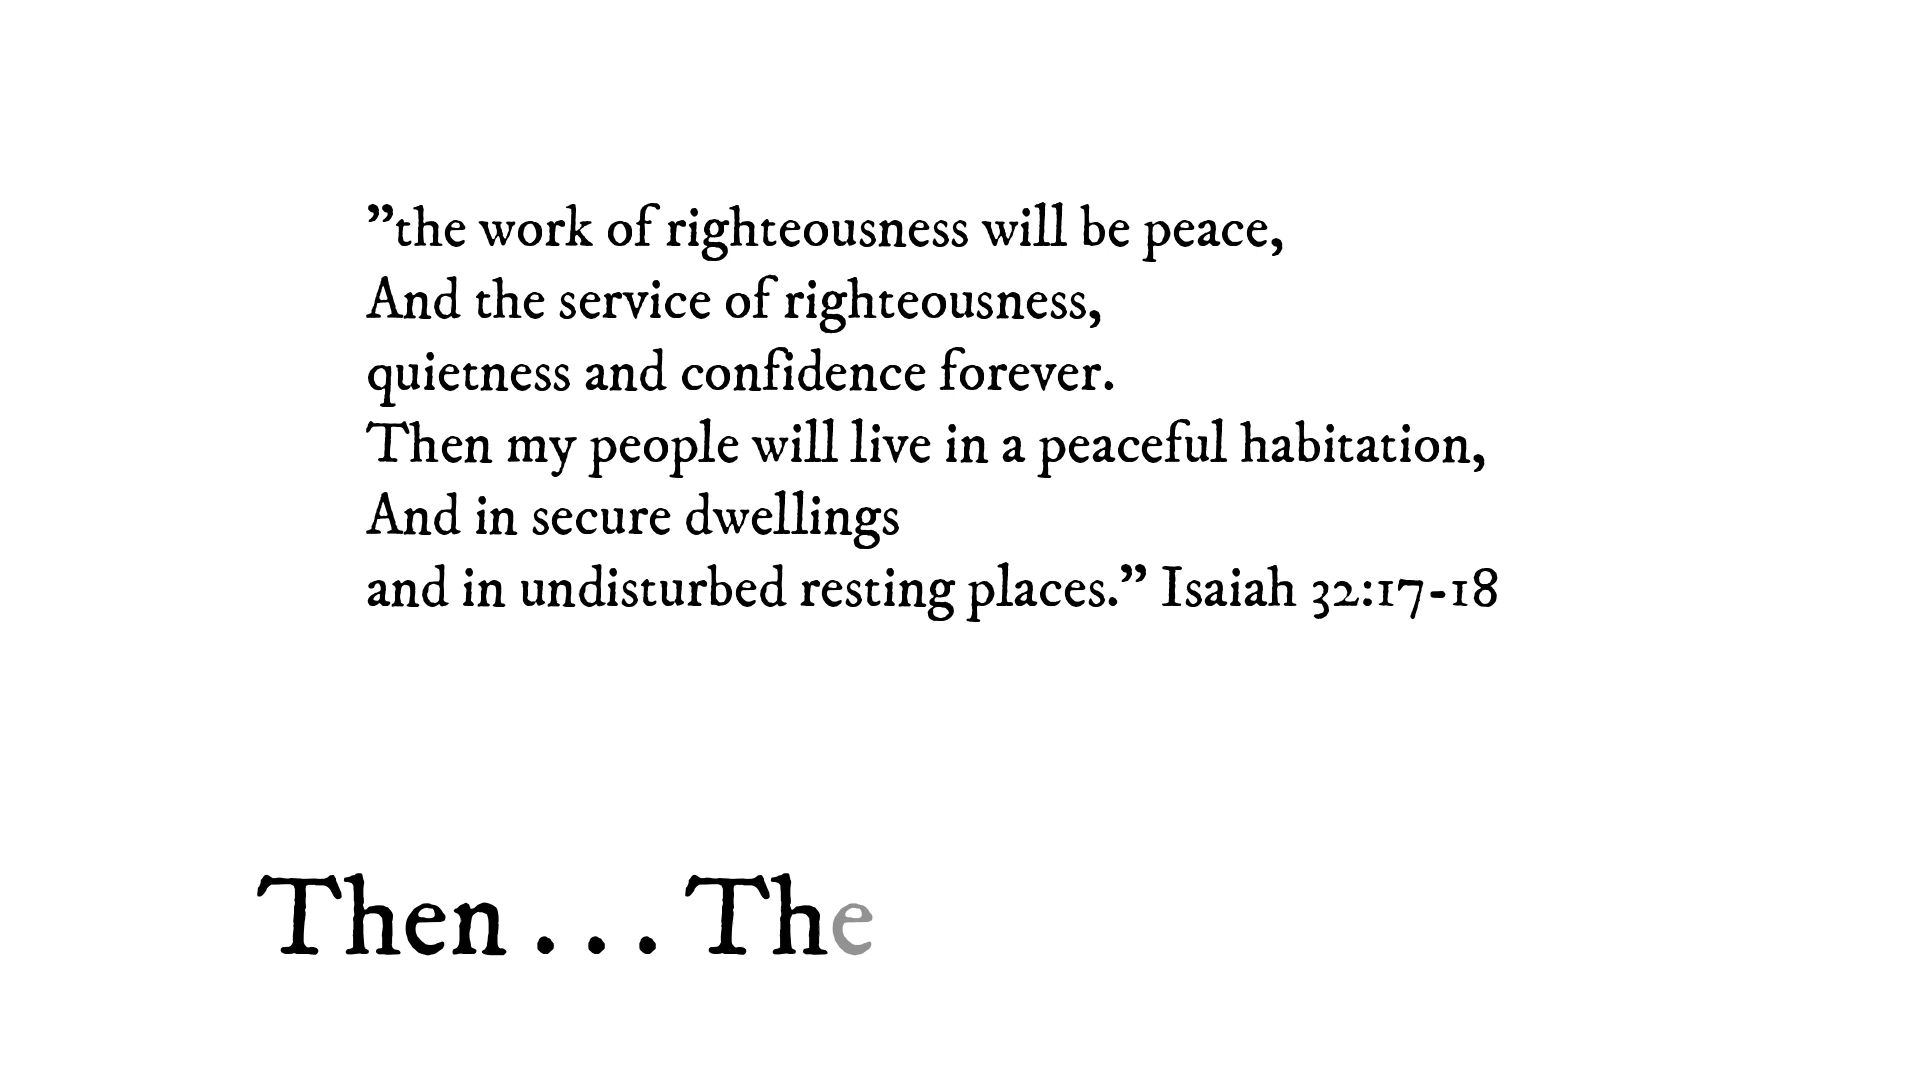 ”the work of righteousness will be peace,
And the service of righteousness,
quietness and confidence forever.
Then my people will live in a peaceful habitation,
And in secure dwellings
and in undisturbed resting places.” Isaiah 32:17-18
Then . . . The